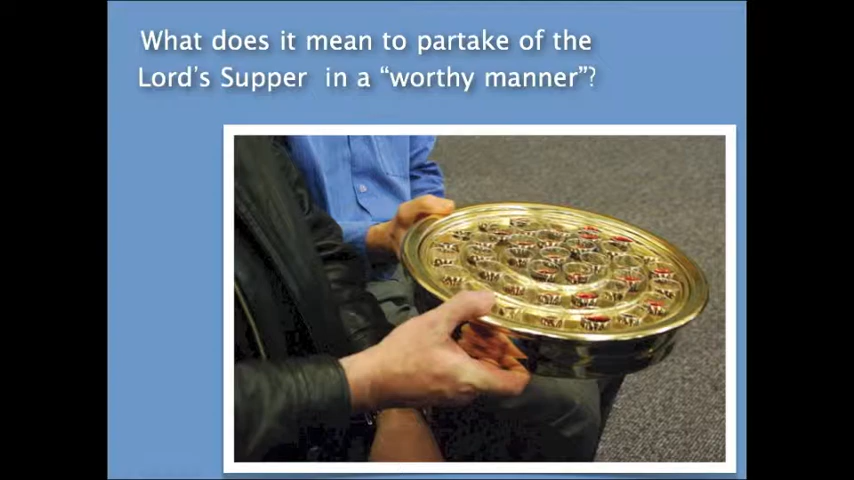 What does it mean to partake of the
Lord's Supper in a “worthy manner”?